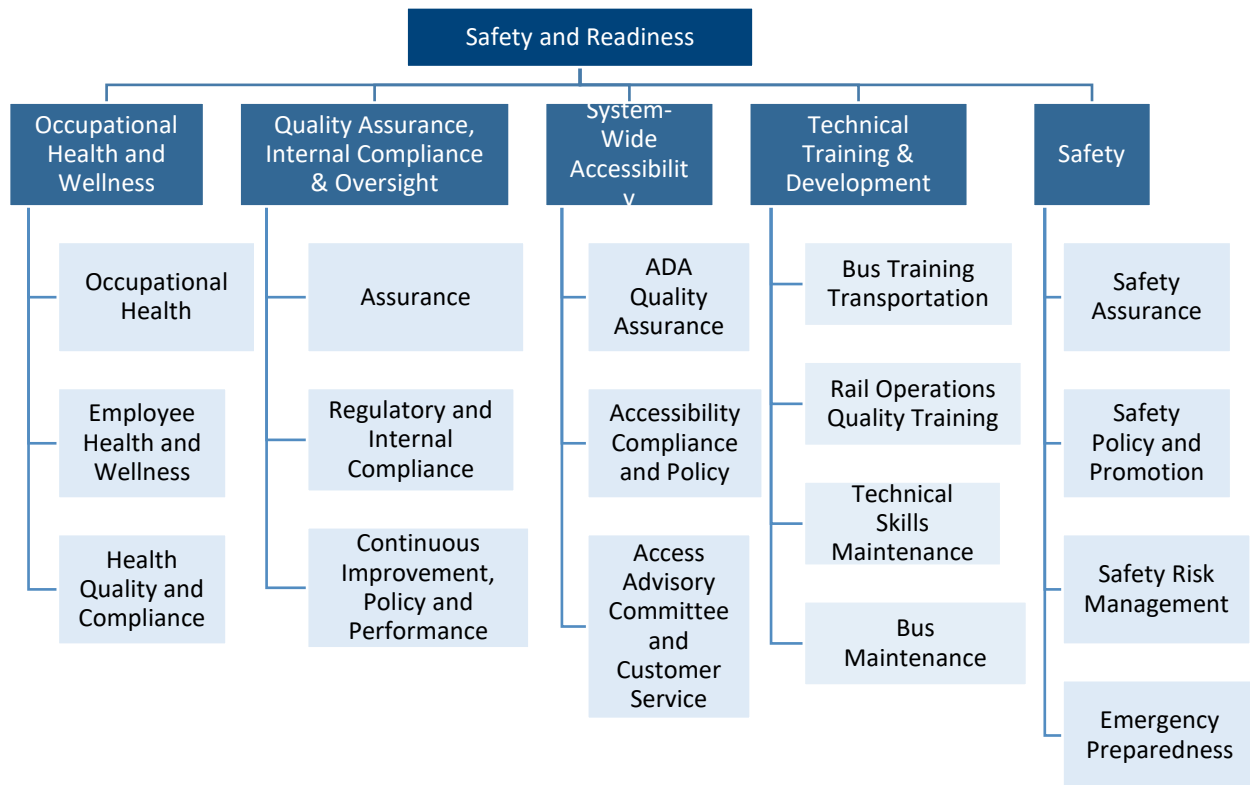 Safety and Readiness
Occupational
Health and
Wellness
Quality Assurance,
Internal Compliance
& Oversight
System-
Wide
Accessibilit
y
Technical
Training &
Development
Safety
Occupational
Health
Employee
Health and
Wellness
Health
Quality and
Compliance
Assurance
Regulatory and
Internal
Compliance
Continuous
Improvement,
Policy and
Performance
ADA
Quality
Assurance
Accessibility
Compliance
and Policy
Access
Advisory
Committee
and
Customer
Service
Bus Training
Transportation
Rail Operations
Quality Training
Technical
Skills
Maintenance
Bus
Maintenance
Safety
Assurance
Safety
Policy and
Promotion
Safety Risk
Management
Emergency
Preparedness